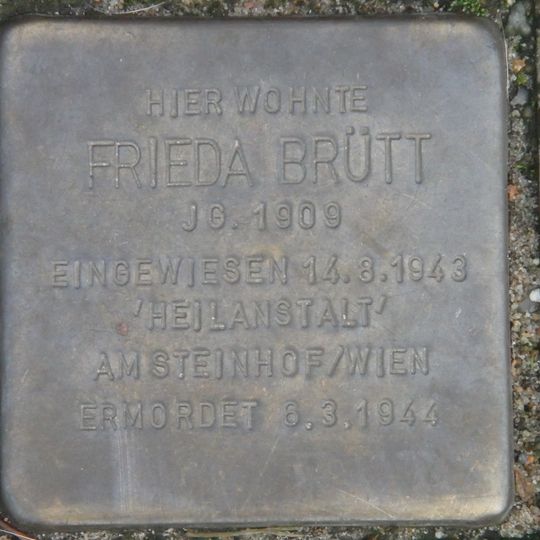 HIER WOHNTE
FRIEDA BRÜTT
JG. 1909
EINGEWIESEN 14.8.1943
'HEILANSTALT'
AM STEINHOF/WIEN
ERMORDET 6.3.1944